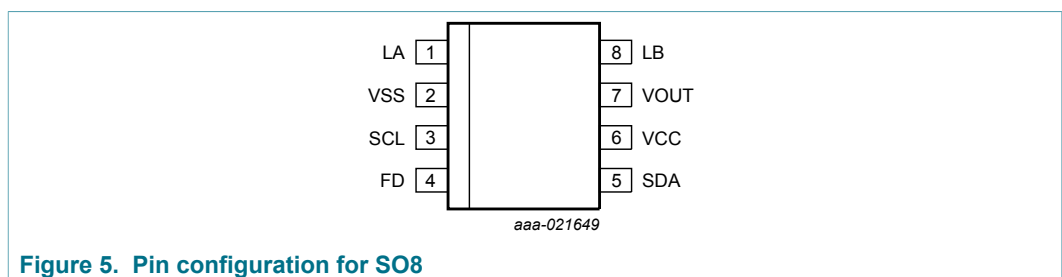 LA 1 8 LB
VSS 2 7 VOUT
SCL 3 6 VCC
FD 4 5 SDA
aaa-021649
Figure 5. Pin configuration for SO8